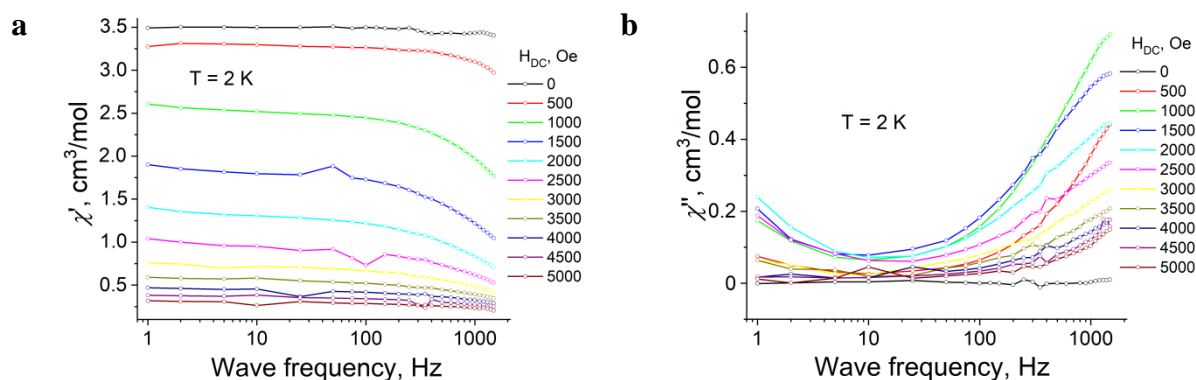 a
χ', cm³/mol
3.5
3.0
2.5
2.0
1.5
1.0
0.5
T = 2 K
H_DC, Oe
0
500
1000
1500
2000
2500
3000
3500
4000
4500
5000
1 10 100 1000
Wave frequency, Hz
b
χ'', cm³/mol
0.6
0.4
0.2
0
T = 2 K
H_DC, Oe
0
500
1000
1500
2000
2500
3000
3500
4000
4500
5000
1 10 100 1000
Wave frequency, Hz